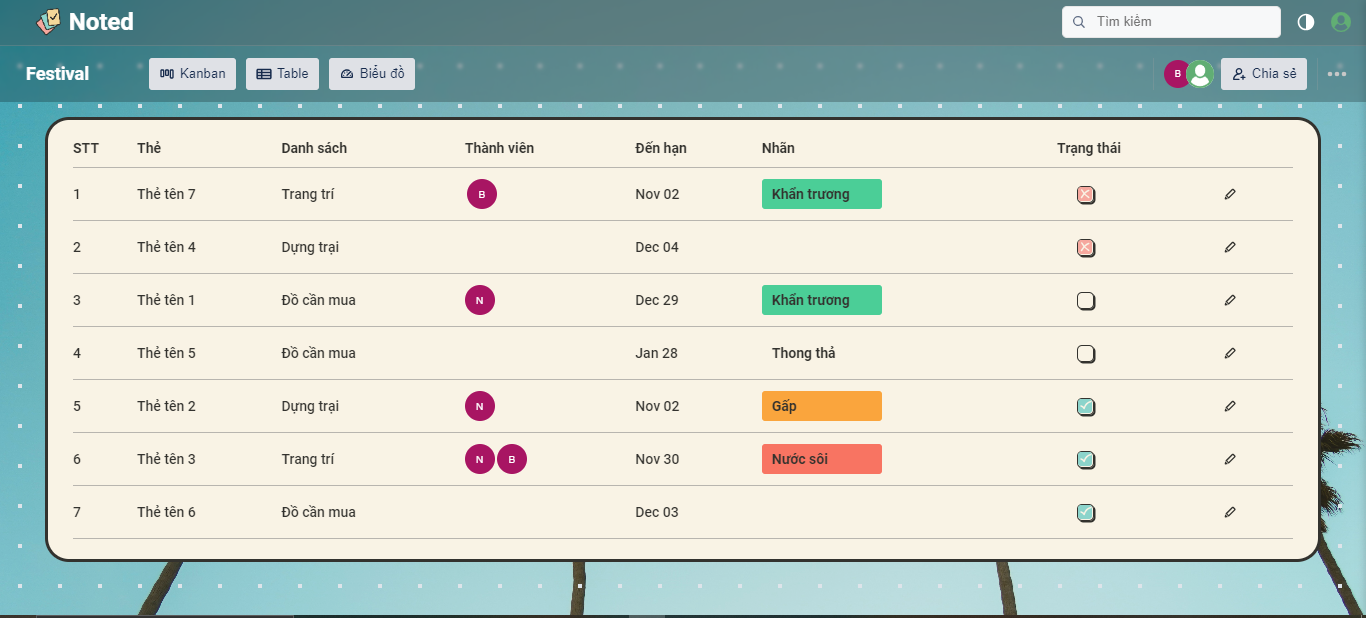 Noted
Tìm kiếm
Festival
Kanban
Table
Biểu đồ
B
Chia sẻ
STT Thẻ Danh sách Thành viên Đến hạn Nhãn Trạng thái
1 Thẻ tên 7 Trang trí B Nov 02 Khẩn trương
2 Thẻ tên 4 Dựng trại Dec 04
3 Thẻ tên 1 Đồ cần mua N Dec 29 Khẩn trương
4 Thẻ tên 5 Đồ cần mua Jan 28 Thong thả
5 Thẻ tên 2 Dựng trại N Nov 02 Gấp
6 Thẻ tên 3 Trang trí N B Nov 30 Nước sôi
7 Thẻ tên 6 Đồ cần mua Dec 03